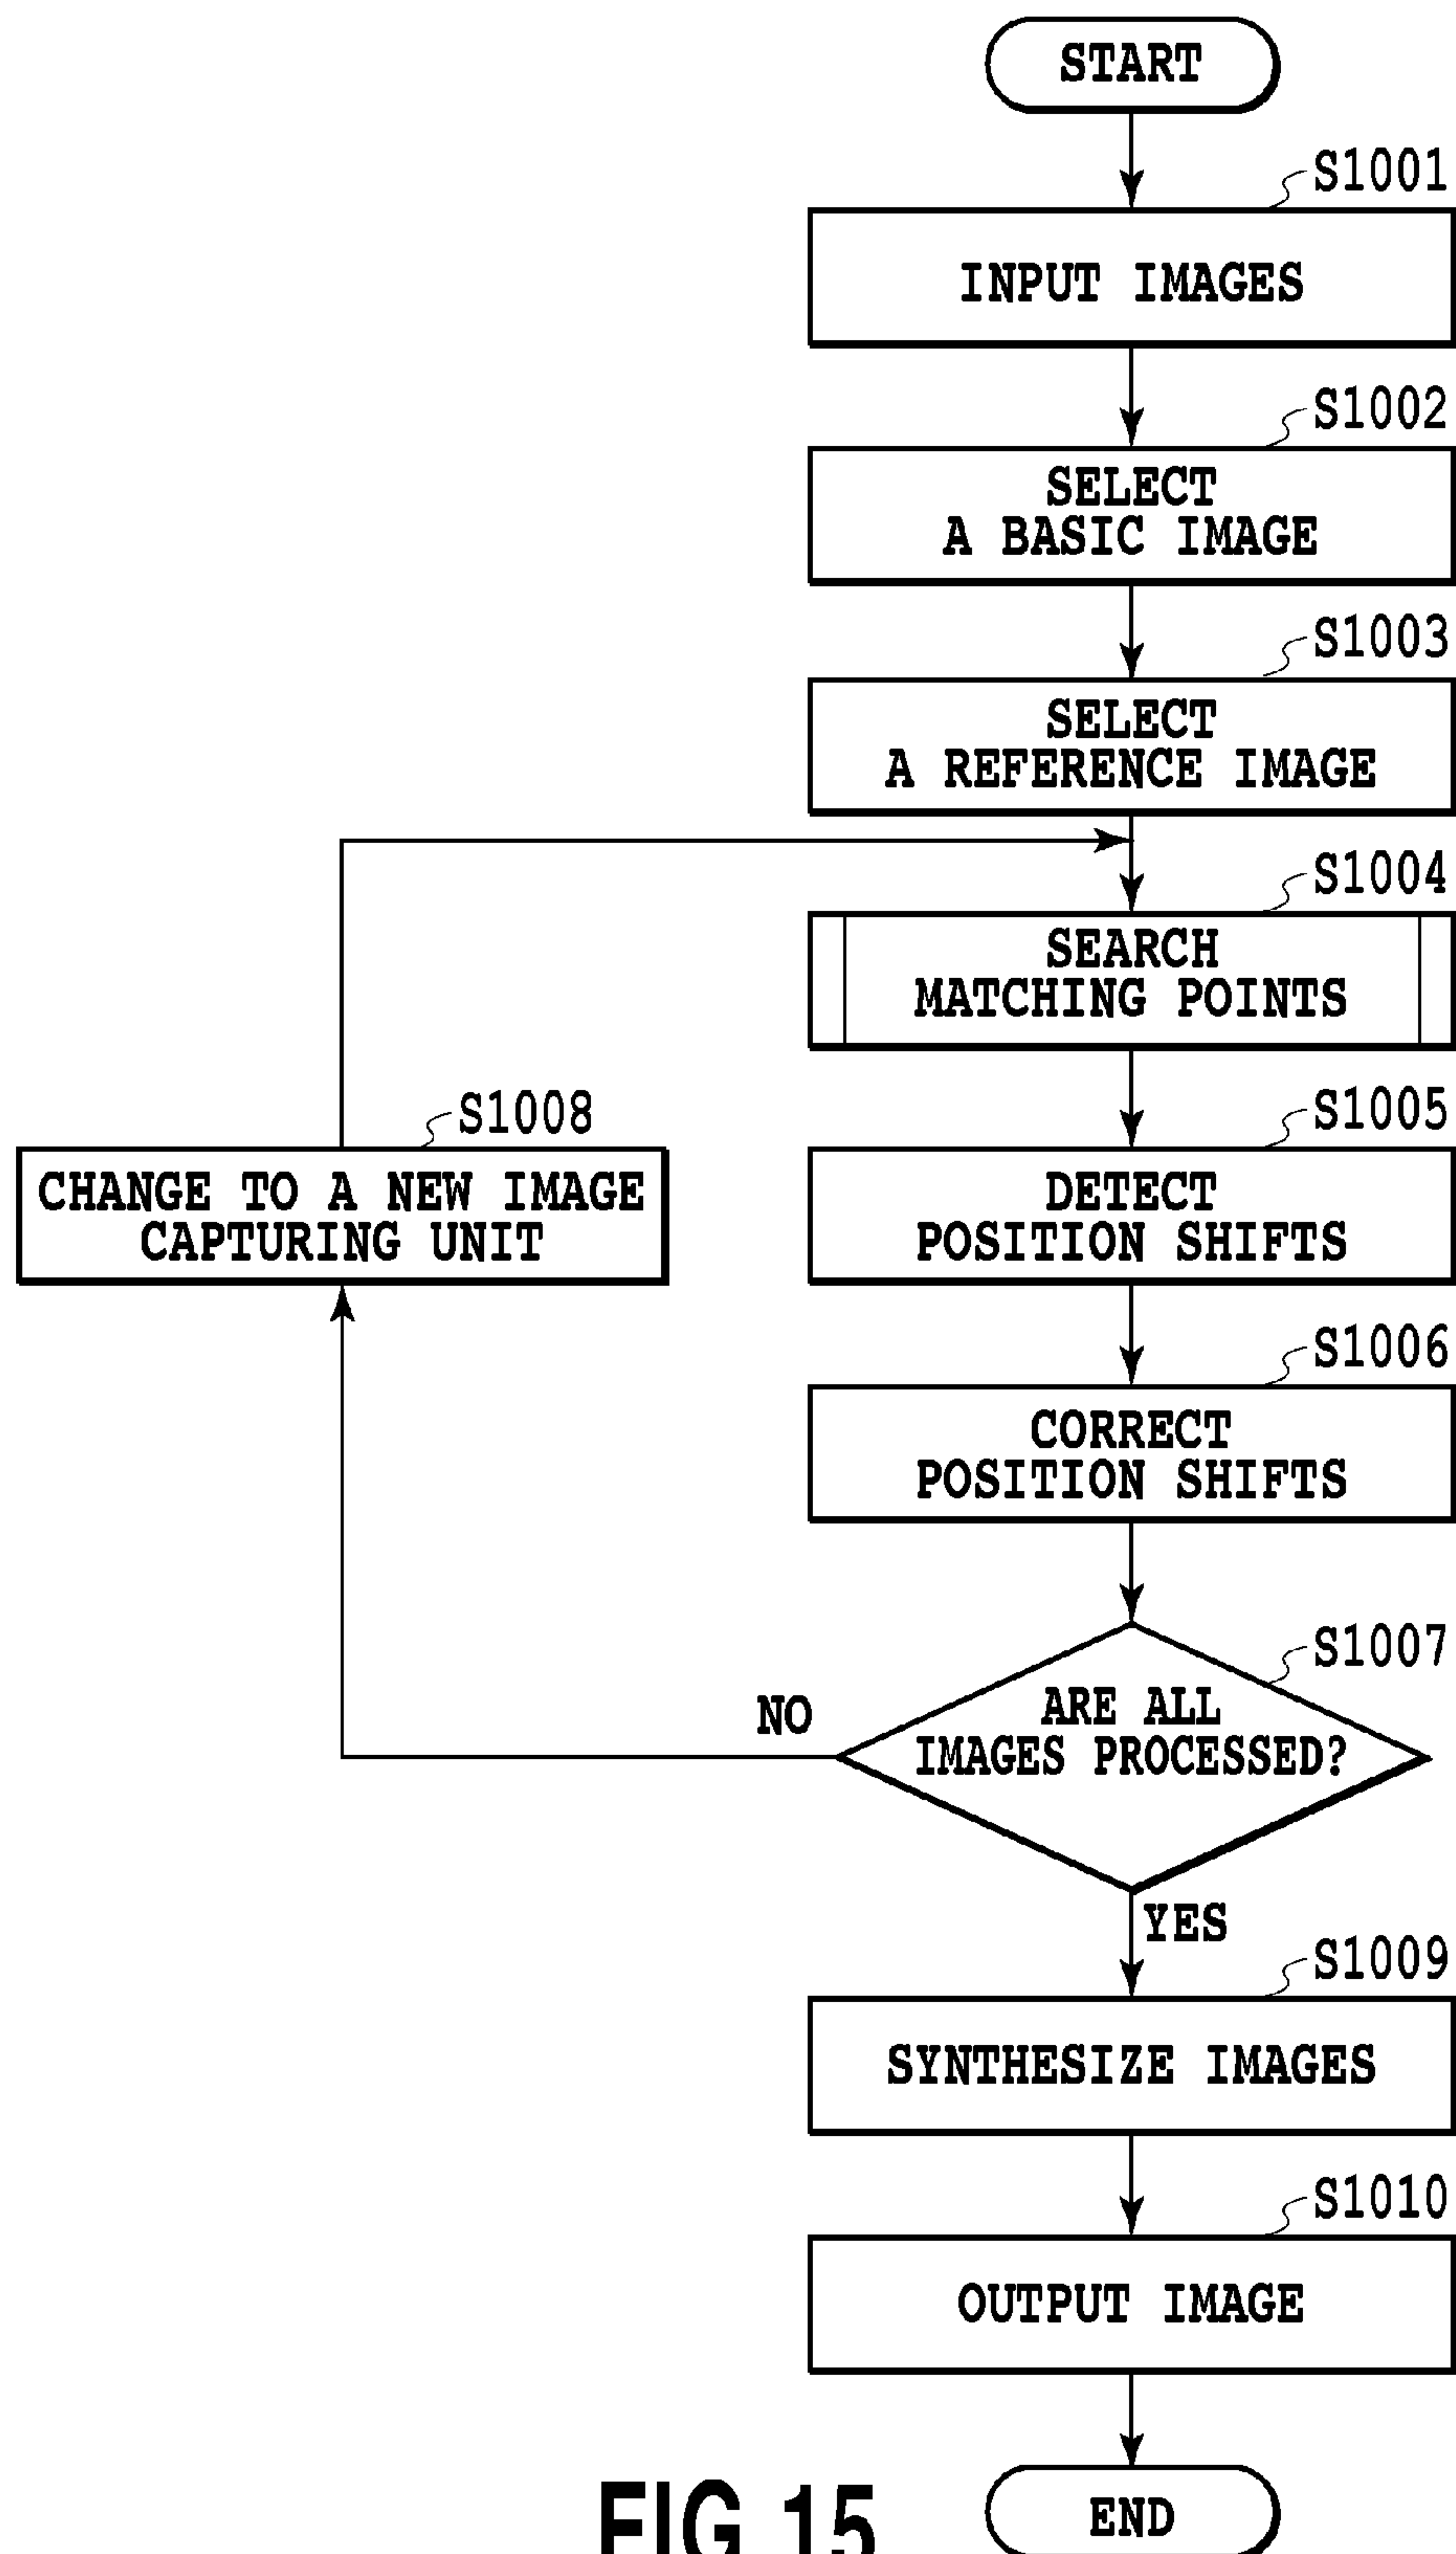 START
S1001
INPUT IMAGES
S1002
SELECT
A BASIC IMAGE
S1003
SELECT
A REFERENCE IMAGE
S1004
SEARCH
MATCHING POINTS
S1005
DETECT
POSITION SHIFTS
S1008
CHANGE TO A NEW IMAGE
CAPTURING UNIT
S1006
CORRECT
POSITION SHIFTS
S1007
ARE ALL
IMAGES PROCESSED?
NO
YES
S1009
SYNTHESIZE IMAGES
S1010
OUTPUT IMAGE
END
FIG.15